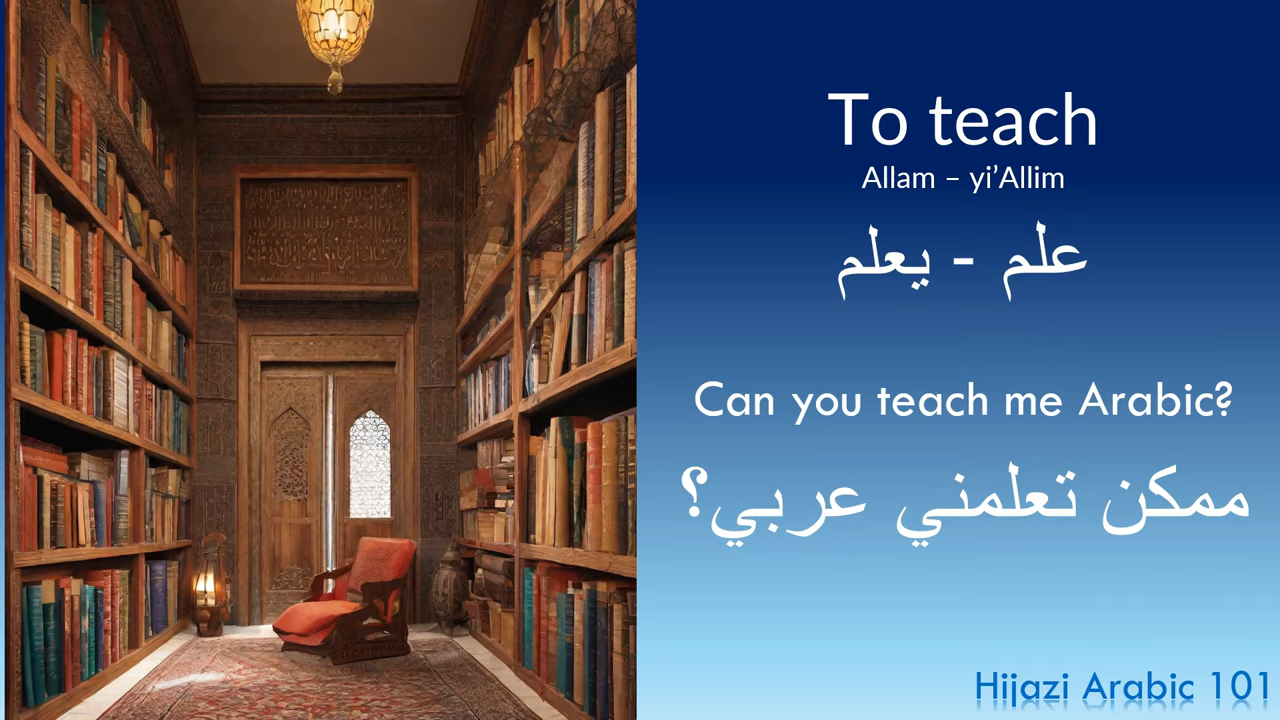 To teach
Allam – yi’Allim
علم - يعلم
Can you teach me Arabic?
ممكن تعلمني عربي؟
Hijazi Arabic 101